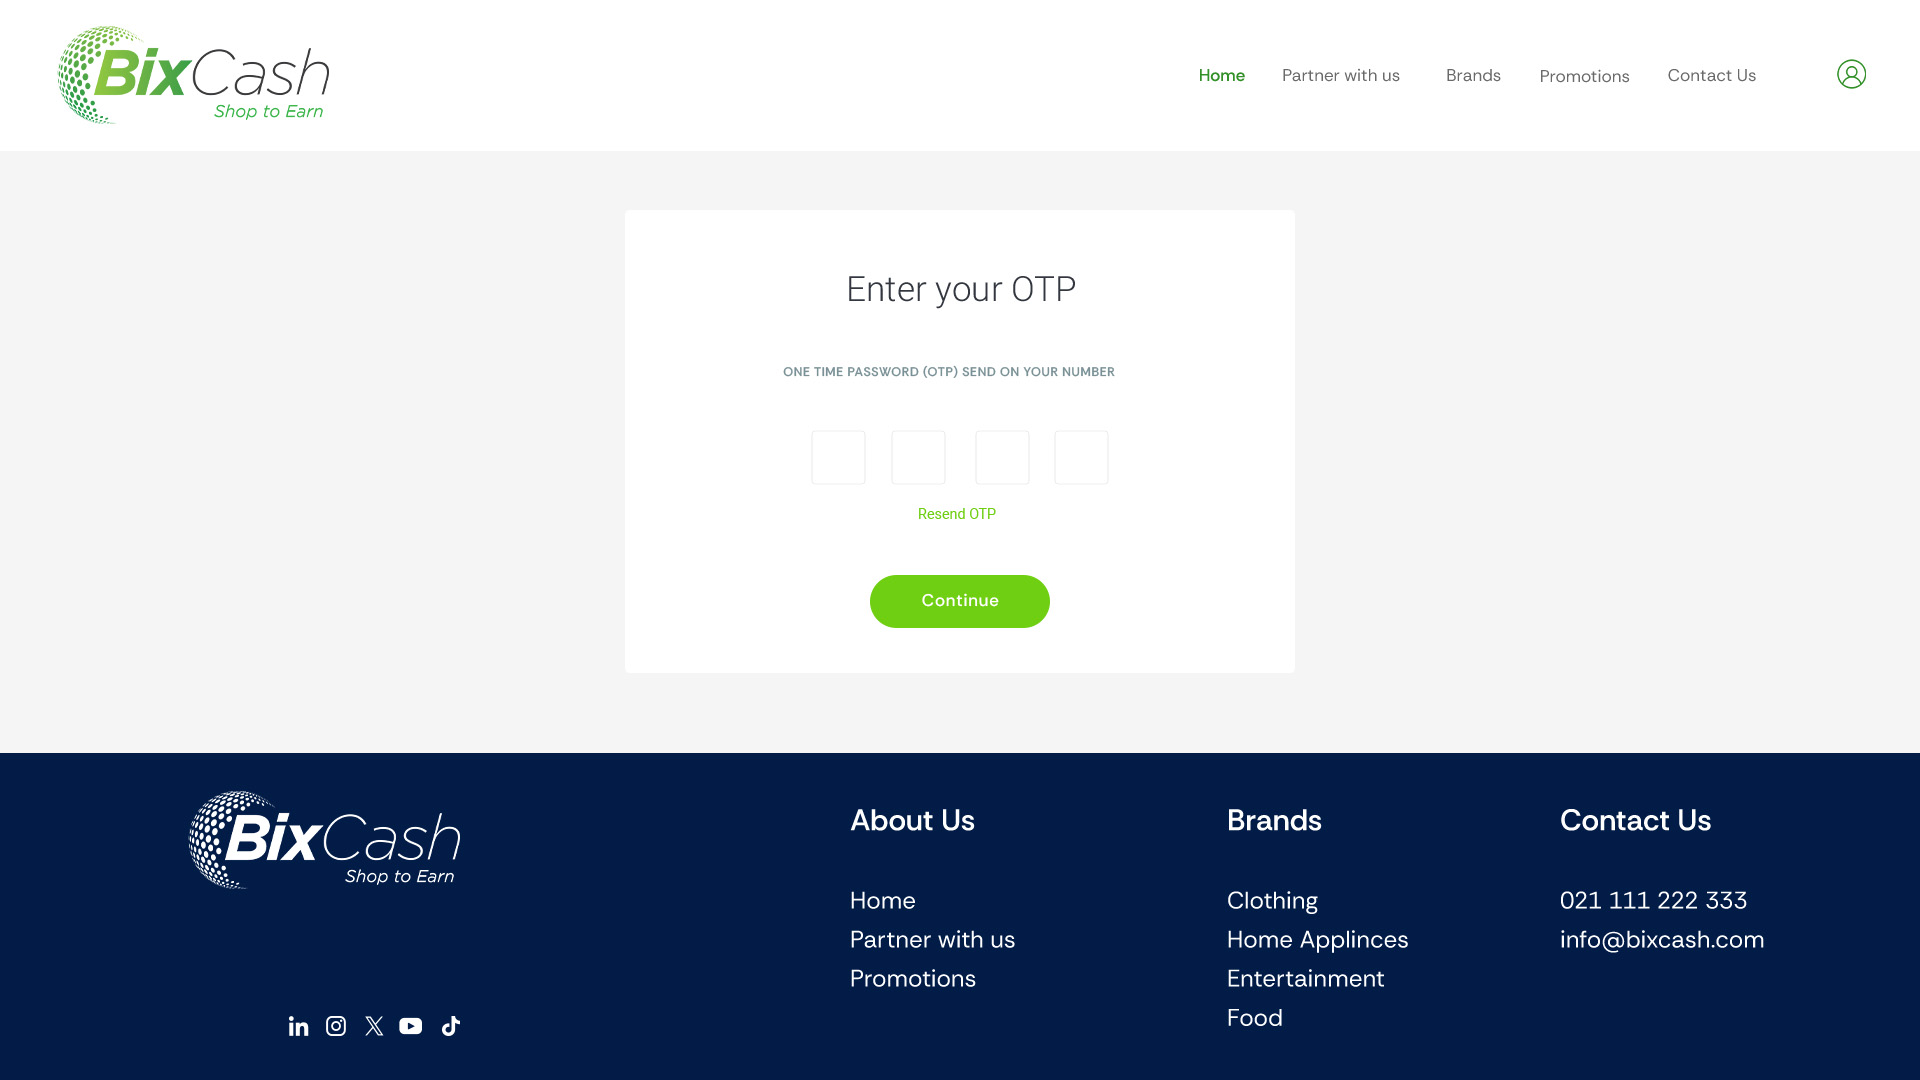 BixCash
Shop to Earn
Home Partner with us Brands Promotions Contact Us
Enter your OTP
ONE TIME PASSWORD (OTP) SEND ON YOUR NUMBER
Resend OTP
Continue
BixCash
Shop to Earn
About Us
Home
Partner with us
Promotions
Brands
Clothing
Home Applinces
Entertainment
Food
Contact Us
021 111 222 333
info@bixcash.com